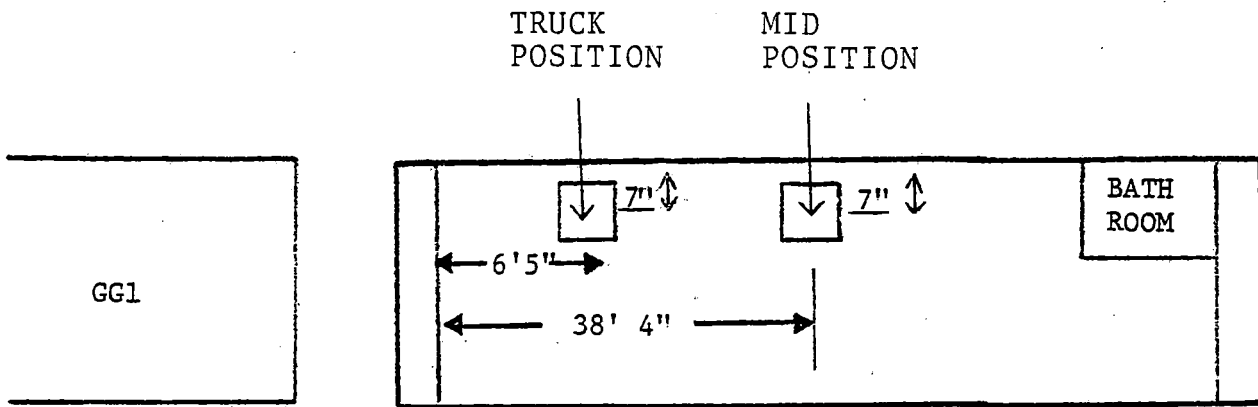 TRUCK
POSITION
MID
POSITION
7"
7"
BATH
ROOM
6'5"
GG1
38' 4"